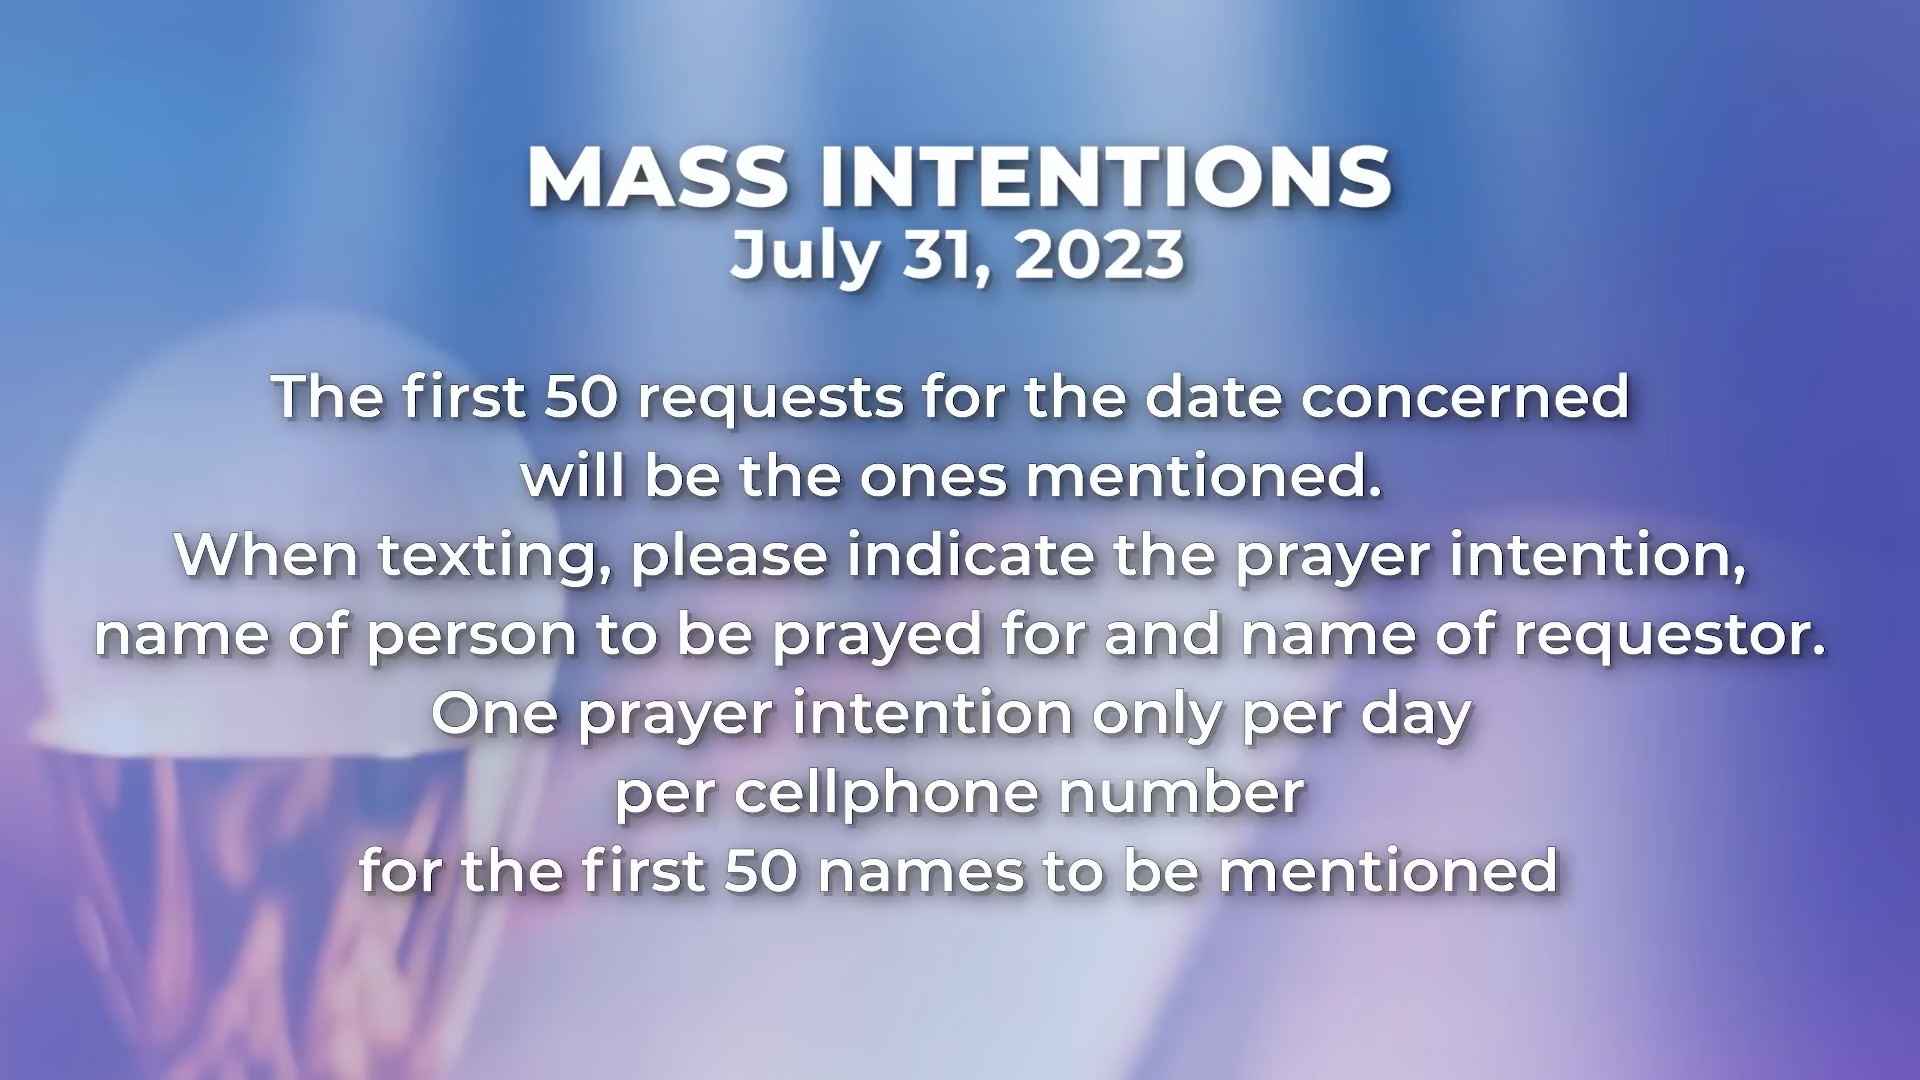 MASS INTENTIONS
July 31, 2023
The first 50 requests for the date concerned
will be the ones mentioned.
When texting, please indicate the prayer intention,
name of person to be prayed for and name of requestor.
One prayer intention only per day
per cellphone number
for the first 50 names to be mentioned